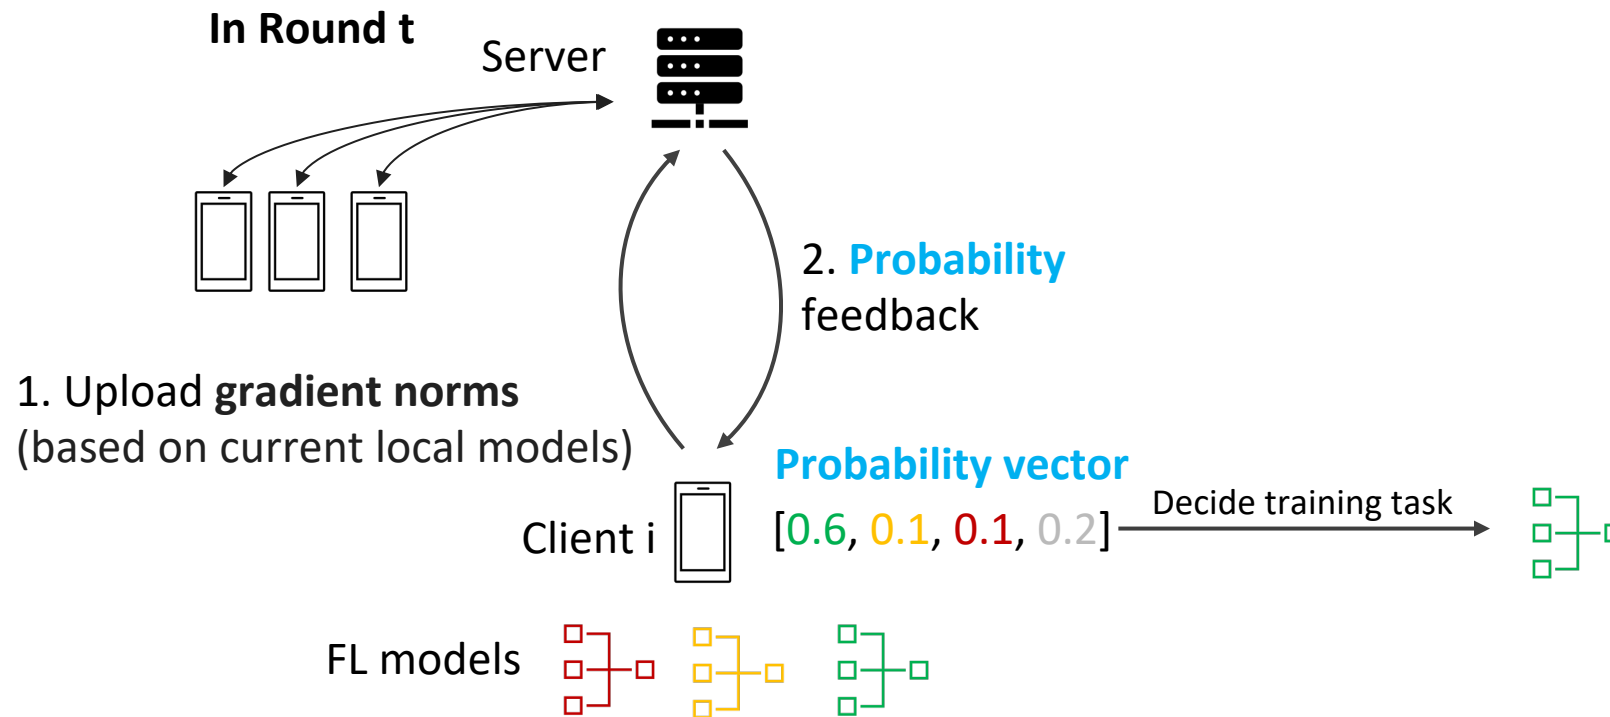 In Round t
Server
2. Probability
feedback
1. Upload gradient norms
(based on current local models)
Probability vector
Client i
[0.6, 0.1, 0.1, 0.2]
Decide training task
FL models